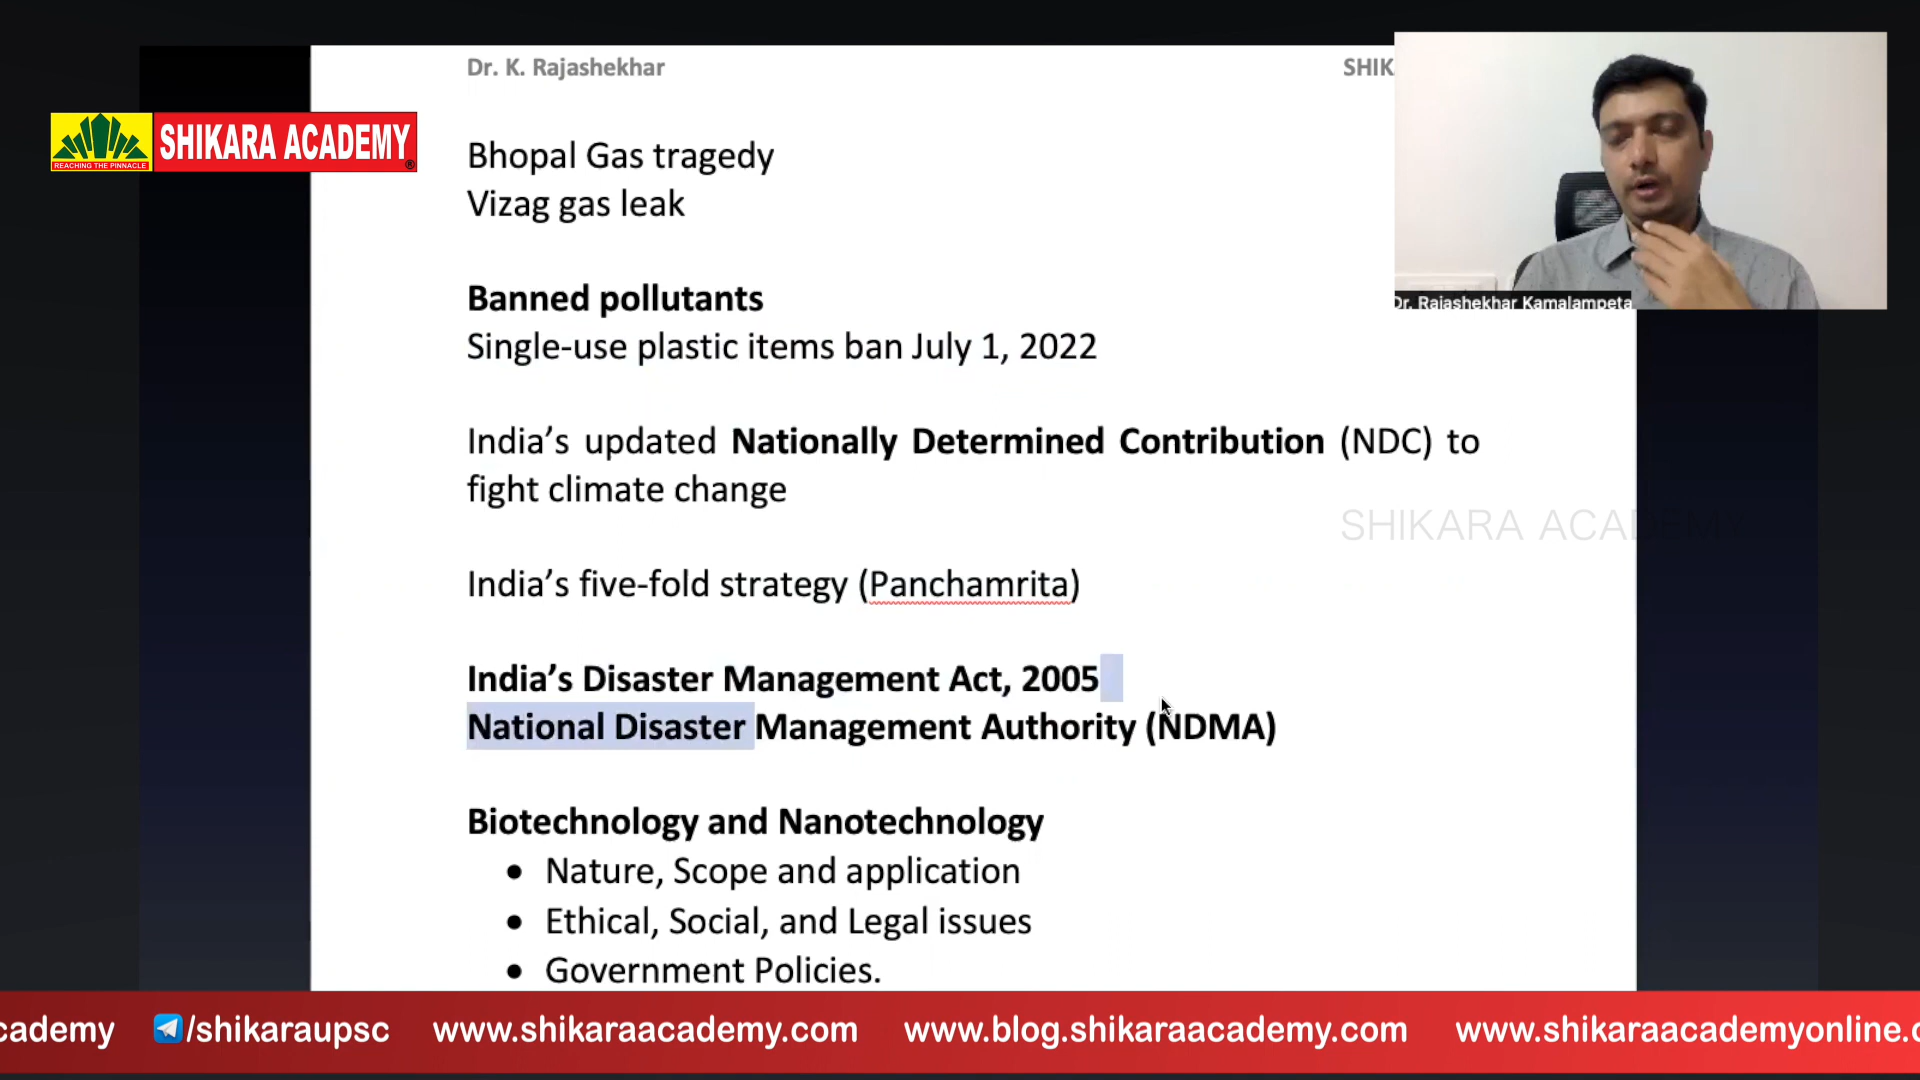 Dr. K. Rajashekhar
SHIK
SHIKARA ACADEMY
REACHING THE PINNACLE
Bhopal Gas tragedy
Vizag gas leak
Banned pollutants
Single-use plastic items ban July 1, 2022
Dr. Rajashekhar Kamalampeta
India's updated Nationally Determined Contribution (NDC) to
fight climate change
SHIKARA ACADEMY
India's five-fold strategy (Panchamrita)
India's Disaster Management Act, 2005
National Disaster Management Authority (NDMA)
Biotechnology and Nanotechnology
• Nature, Scope and application
• Ethical, Social, and Legal issues
• Government Policies.
cademy /shikaraupsc www.shikaraacademy.com www.blog.shikaraacademy.com www.shikaraacademyonline.c